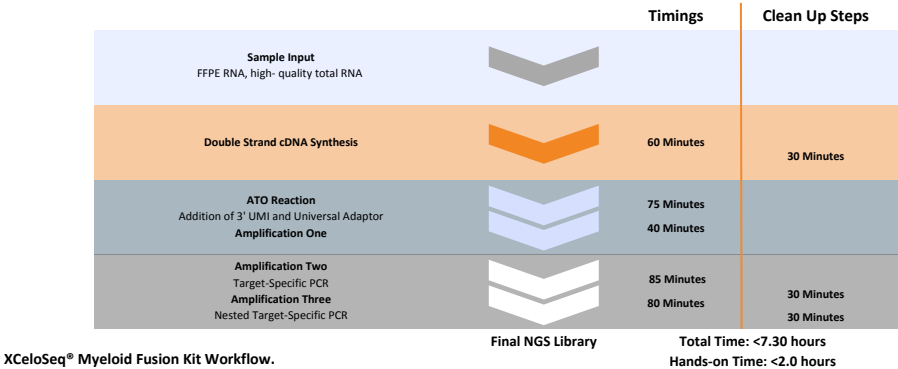 Timings Clean Up Steps
Sample Input
FFPE RNA, high- quality total RNA
Double Strand cDNA Synthesis 60 Minutes
30 Minutes
ATO Reaction
75 Minutes
Addition of 3' UMI and Universal Adaptor
Amplification One 40 Minutes
Amplification Two
Target-Specific PCR 85 Minutes
Amplification Three 80 Minutes 30 Minutes
Nested Target-Specific PCR 30 Minutes
Final NGS Library Total Time: <7.30 hours
XCeloSeq® Myeloid Fusion Kit Workflow. Hands-on Time: <2.0 hours